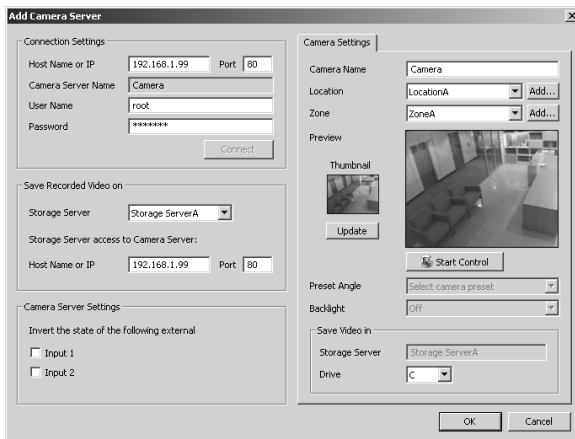 Add Camera Server
Connection Settings
Host Name or IP 192.168.1.99 Port 80
Camera Server Name Camera
User Name root
Password *******
Connect
Save Recorded Video on
Storage Server Storage ServerA
Storage Server access to Camera Server:
Host Name or IP 192.168.1.99 Port 80
Camera Server Settings
Invert the state of the following external
Input 1
Input 2
Camera Settings
Camera Name Camera
Location LocationA Add...
Zone ZoneA Add...
Preview
Thumbnail
Update
Start Control
Preset Angle Select camera preset
Backlight Off
Save Video in
Storage Server Storage ServerA
Drive C
OK Cancel